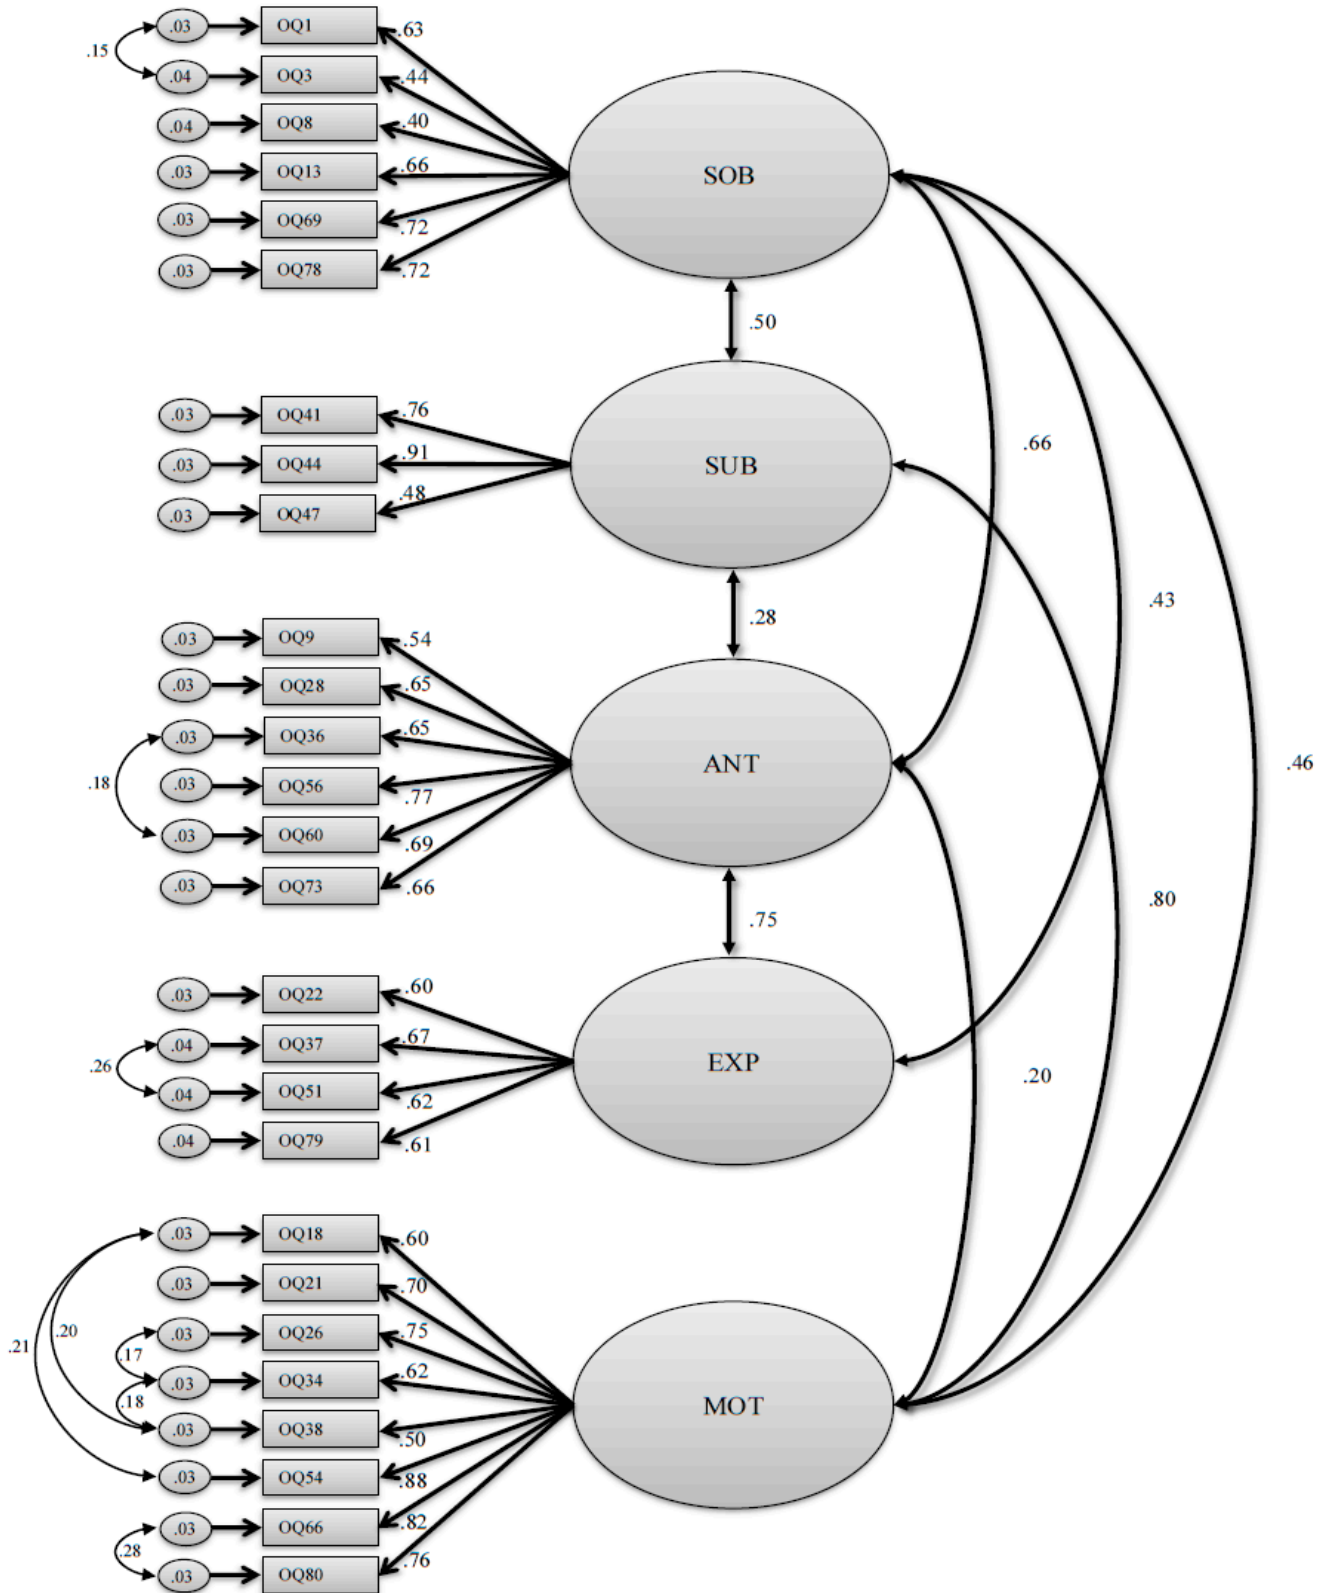 .03 OQ1 .63
.15
.04 OQ3 .44
.04 OQ8 .40
.03 OQ13 .66
SOB
.03 OQ69 .72
.03 OQ78 .72
.50
.03 OQ41 .76
.66
.03 OQ44 .91
SUB
.03 OQ47 .48
.43
.28
.03 OQ9 .54
.03 OQ28 .65
.03 OQ36 .65
.46
ANT
.18
.03 OQ56 .77
.03 OQ60 .69
.03 OQ73 .66
.80
.75
.03 OQ22 .60
.04 OQ37 .67
.26
EXP
.20
.04 OQ51 .62
.04 OQ79 .61
.03 OQ18 .60
.03 OQ21 .70
.20
.03 OQ26 .75
.21
.17
.03 OQ34 .62
.18
MOT
.03 OQ38 .50
.03 OQ54 .88
.03 OQ66 .82
.28
.03 OQ80 .76